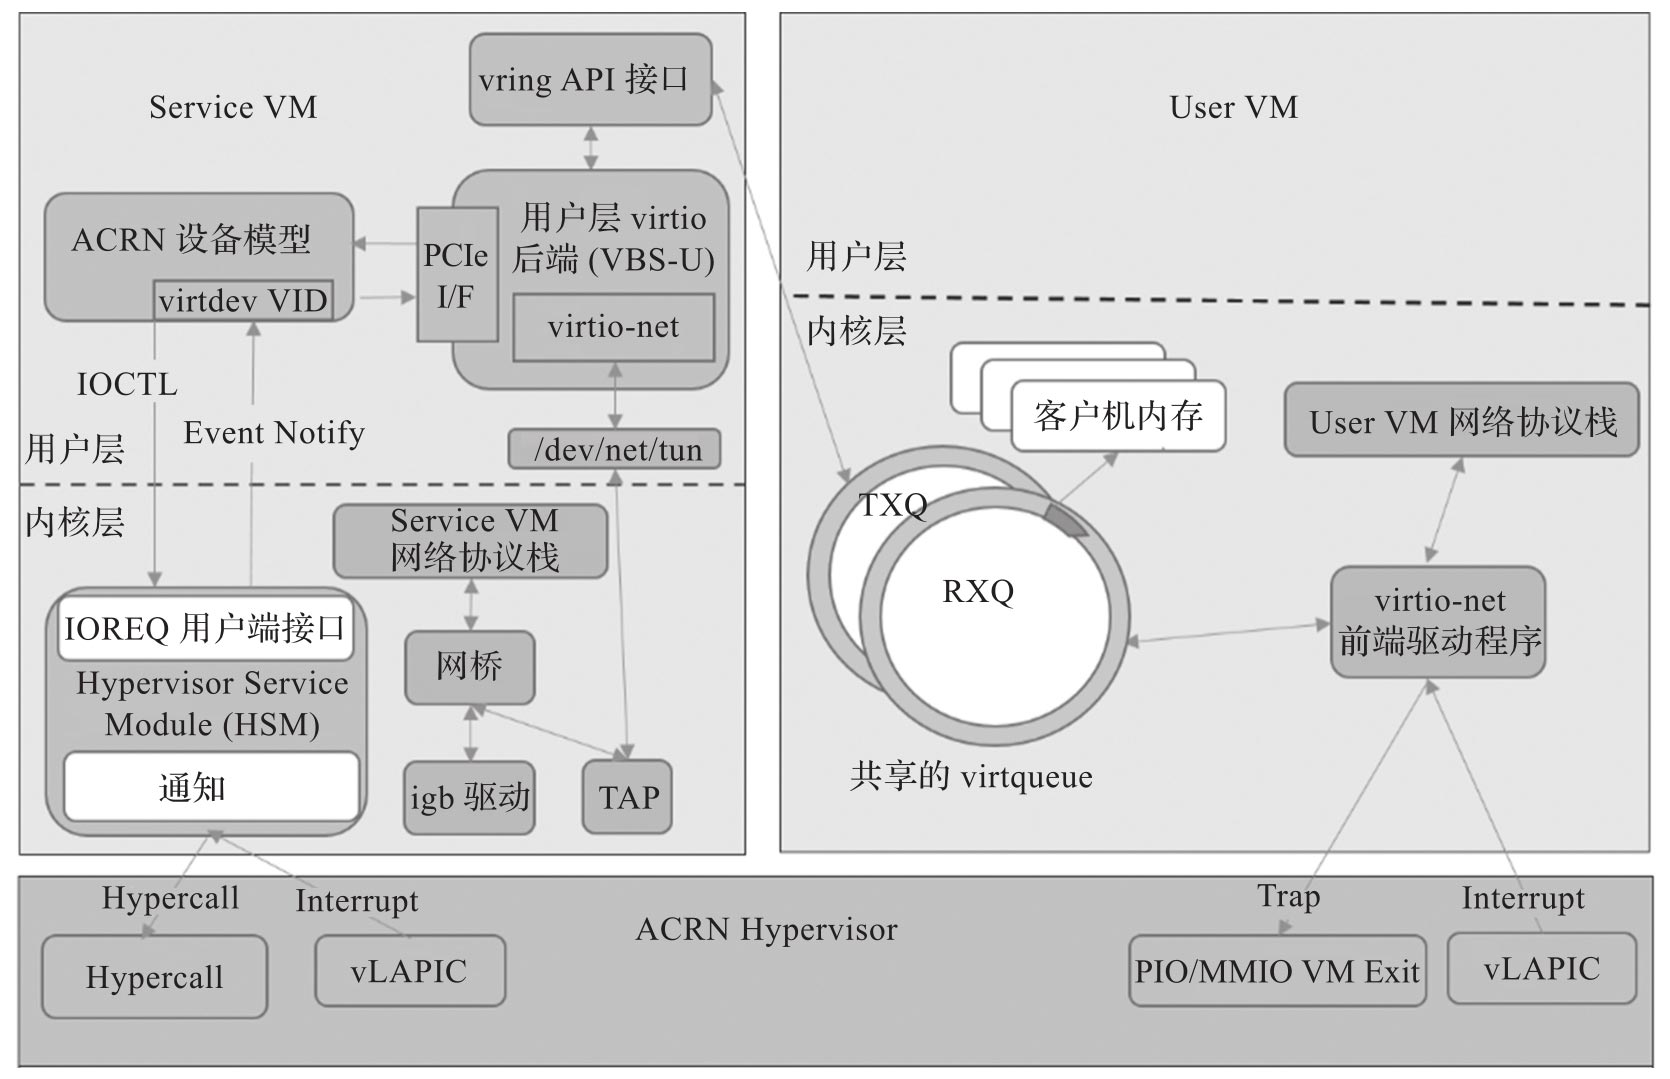 Service VM
vring API 接口
ACRN 设备模型
virtdev VID
PCIe
I/F
用户层 virtio
后端 (VBS-U)
virtio-net
IOCTL
Event Notify
/dev/net/tun
用户层
内核层
Service VM
网络协议栈
IOREQ 用户端接口
Hypervisor Service
Module (HSM)
通知
网桥
igb 驱动
TAP
User VM
用户层
内核层
客户机内存
User VM 网络协议栈
TXQ
RXQ
virtio-net
前端驱动程序
共享的 virtqueue
Hypercall
Interrupt
ACRN Hypervisor
Trap
Interrupt
Hypercall
vLAPIC
PIO/MMIO VM Exit
vLAPIC